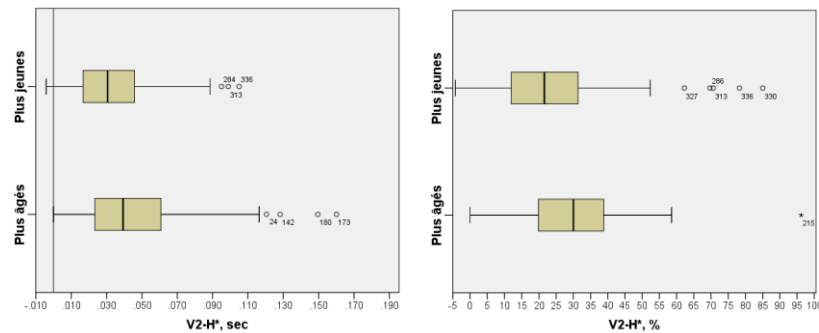 Plus jeunes
284 336
313
Plus âgés
24 142 180 173
-.010 .010 .030 .050 .070 .090 .110 .130 .150 .170 .190
V2-H*, sec
Plus jeunes
286
327 313 336 330
Plus âgés
215
-5 0 5 10 15 20 25 30 35 40 45 50 55 60 65 70 75 80 85 90 95 100
V2-H*, %